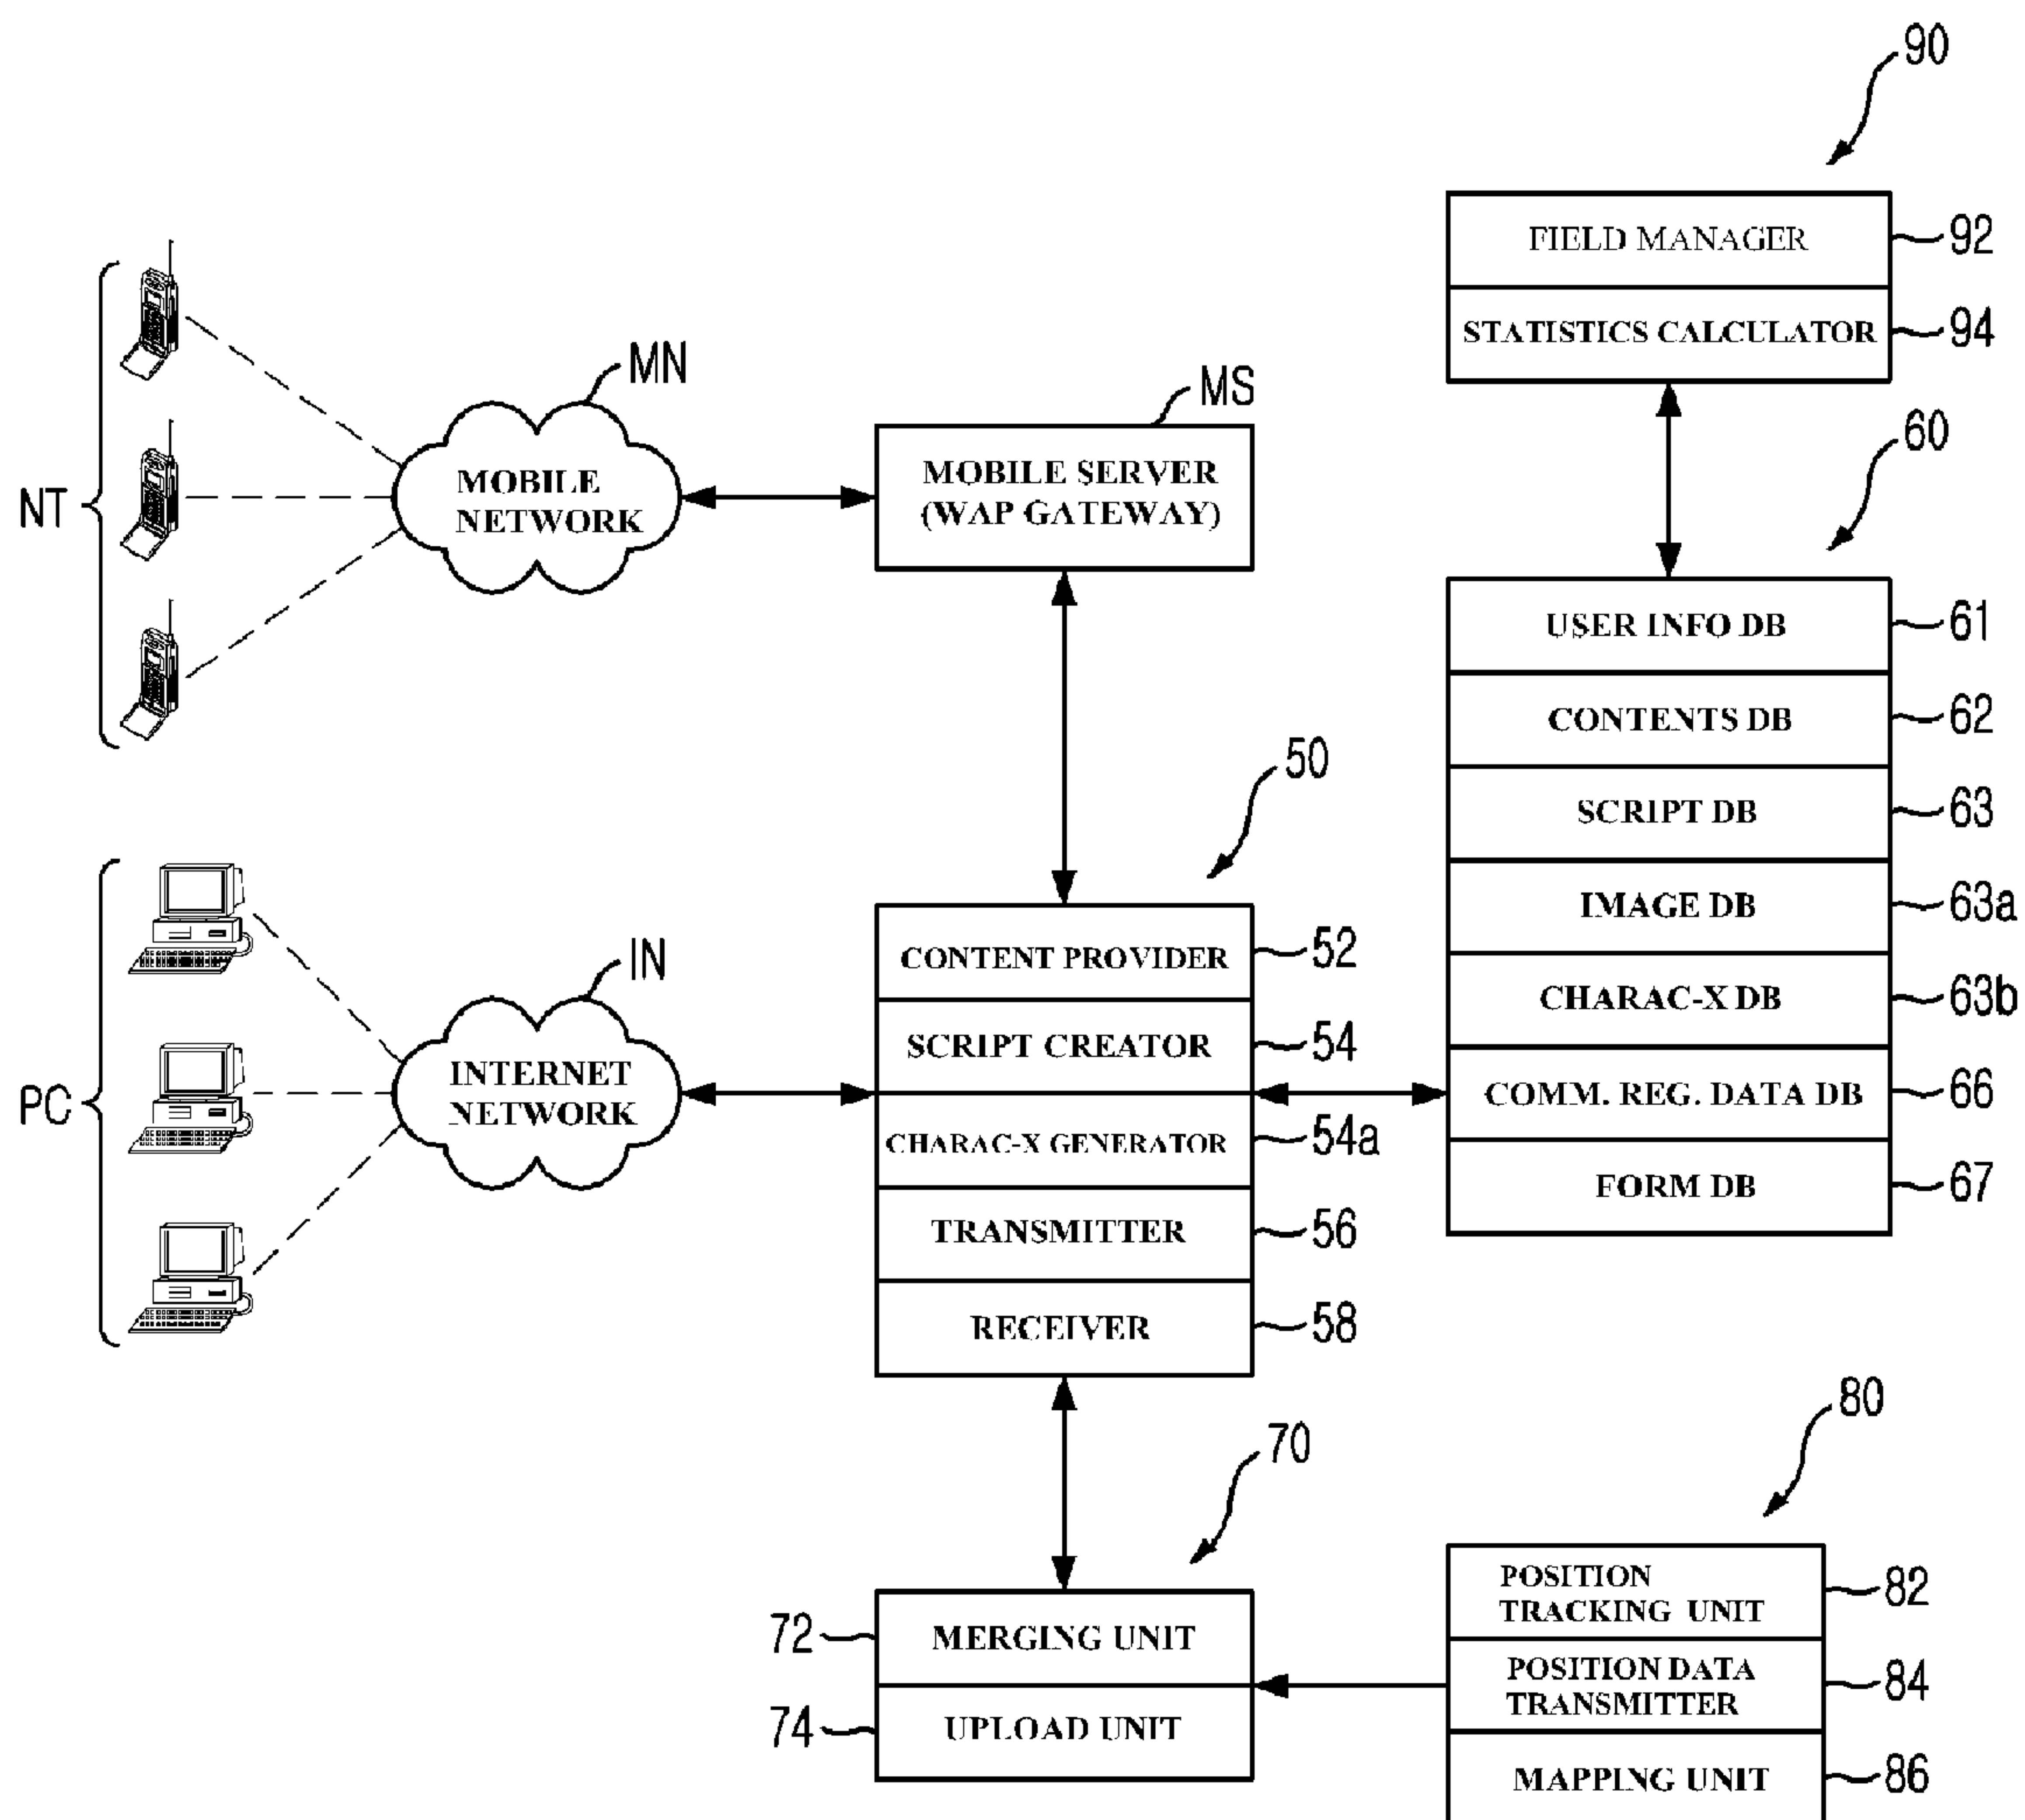 90
FIELD MANAGER
92
STATISTICS CALCULATOR
94
NT
MN
MOBILE
NETWORK
MS
MOBILE SERVER
(WAP GATEWAY)
60
USER INFO DB
61
CONTENTS DB
62
SCRIPT DB
63
IMAGE DB
63a
CHARAC-X DB
63b
COMM. REG. DATA DB
66
FORM DB
67
PC
IN
INTERNET
NETWORK
50
CONTENT PROVIDER
52
SCRIPT CREATOR
54
CHARAC-X GENERATOR
54a
TRANSMITTER
56
RECEIVER
58
70
72
MERGING UNIT
74
UPLOAD UNIT
80
POSITION
TRACKING UNIT
82
POSITION DATA
TRANSMITTER
84
MAPPING UNIT
86